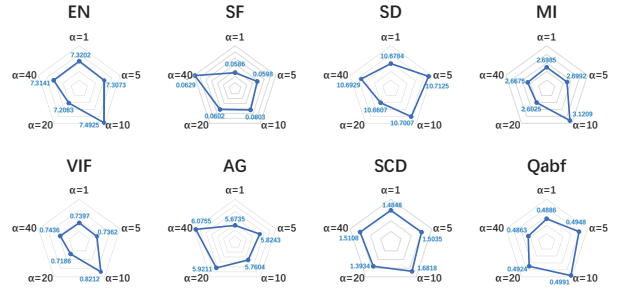 EN
α=1
7.3202
α=40
α=5
7.3141
7.3073
7.2083
7.4925
α=20
α=10
SF
α=1
0.0586
α=40
0.0598
α=5
0.0629
0.0602
0.0603
α=20
α=10
SD
α=1
10.6784
α=40
α=5
10.6929
10.7125
10.6607
10.7007
α=20
α=10
MI
α=1
2.6985
α=40
α=5
2.6675
2.6992
2.6025
3.1209
α=20
α=10
VIF
α=1
0.7397
α=40
0.7436
0.7362
α=5
0.7186
α=20
0.8212
α=10
AG
α=1
6.0755
5.6735
α=40
α=5
5.8243
5.9211
5.7604
α=20
α=10
SCD
α=1
1.4846
α=40
α=5
1.5108
1.5035
1.3934
1.6818
α=20
α=10
Qabf
α=1
0.4886
α=40
0.4863
0.4948
α=5
0.4924
α=20
α=10
0.4991